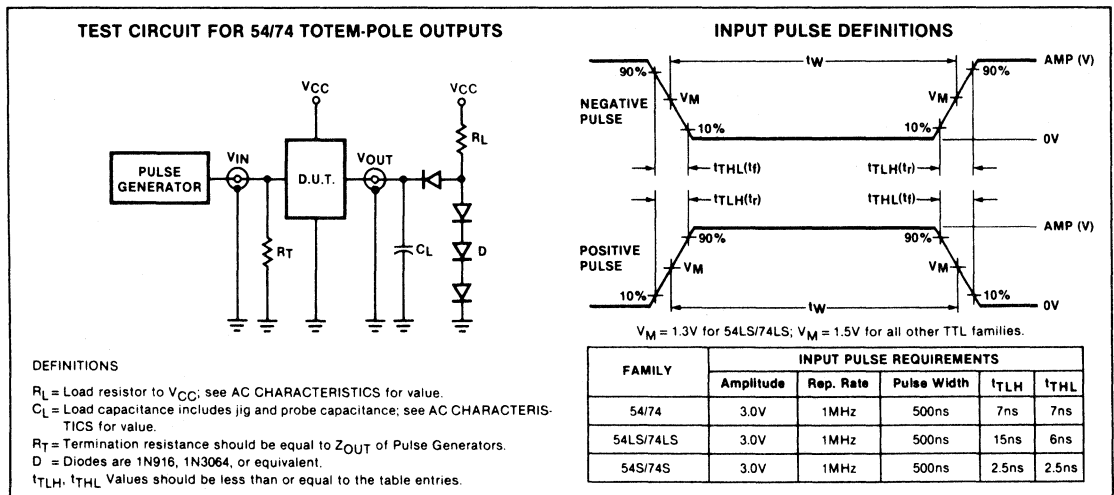 TEST CIRCUIT FOR 54/74 TOTEM-POLE OUTPUTS
VCC
VCC
RL
PULSE
GENERATOR
VIN
D.U.T.
VOUT
RT
CL
D
DEFINITIONS
RL = Load resistor to VCC; see AC CHARACTERISTICS for value.
CL = Load capacitance includes jig and probe capacitance; see AC CHARACTERIS-
TICS for value.
RT = Termination resistance should be equal to ZOUT of Pulse Generators.
D = Diodes are 1N916, 1N3064, or equivalent.
tTLH, tTHL Values should be less than or equal to the table entries.
INPUT PULSE DEFINITIONS
90%
tW
90%
AMP (V)
NEGATIVE
PULSE
VM
VM
10%
10%
0V
tTHL(tf)
tTLH(tr)
tTLH(tr)
tTHL(tf)
AMP (V)
90%
90%
POSITIVE
PULSE
VM
VM
10%
10%
tW
0V
VM = 1.3V for 54LS/74LS; VM = 1.5V for all other TTL families.
FAMILY
INPUT PULSE REQUIREMENTS
Amplitude Rep. Rate Pulse Width tTLH tTHL
54/74 3.0V 1MHz 500ns 7ns 7ns
54LS/74LS 3.0V 1MHz 500ns 15ns 6ns
54S/74S 3.0V 1MHz 500ns 2.5ns 2.5ns